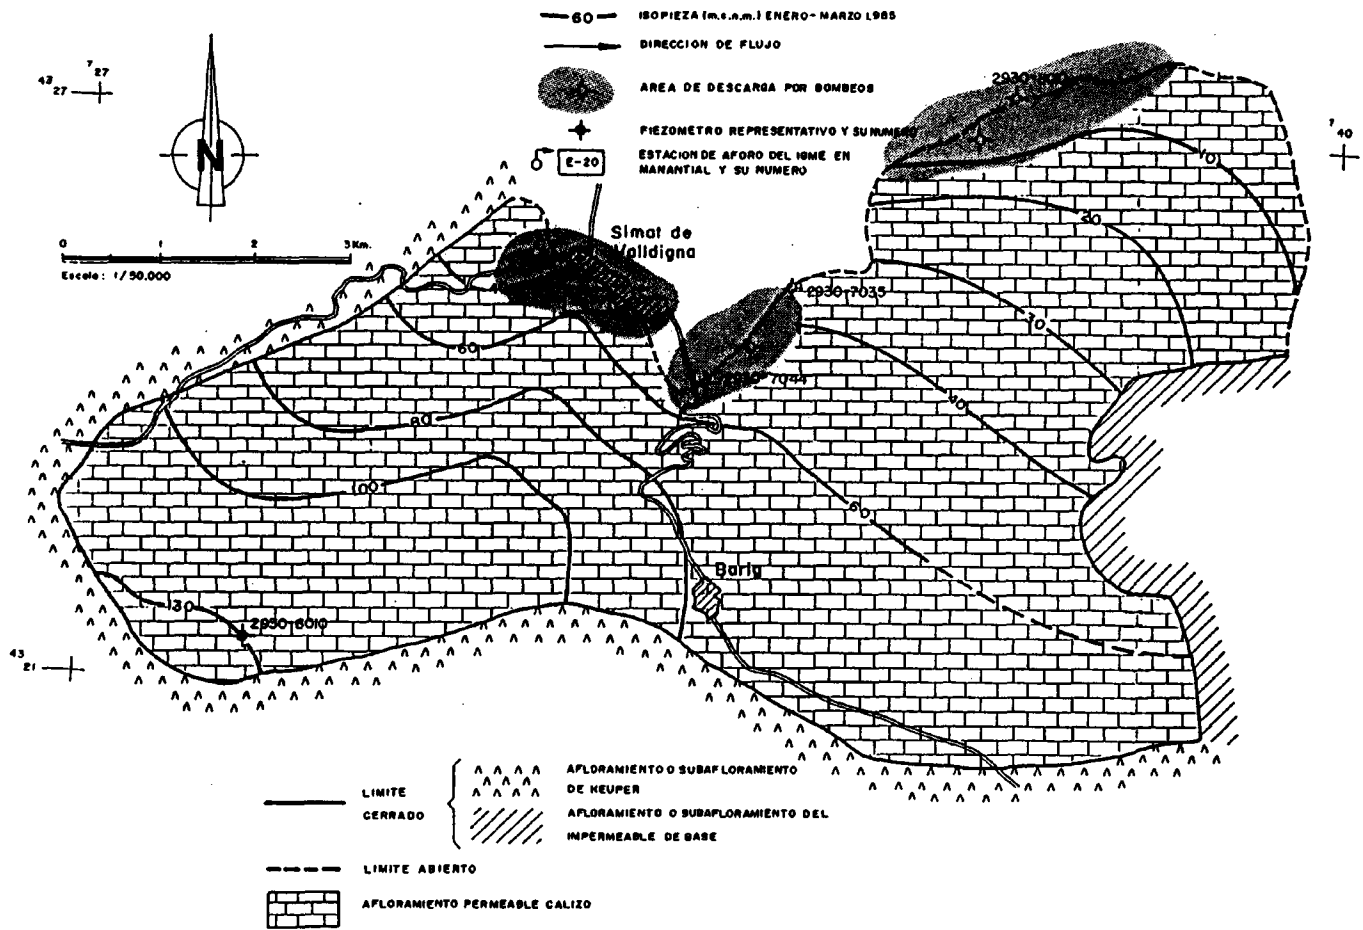 60 ISOPIEZA (m.s.n.m.) ENERO-MARZO 1.985
DIRECCION DE FLUJO
AREA DE DESCARGA POR BOMBEOS
PIEZOMETRO REPRESENTATIVO Y SU NUMERO
E-20 ESTACION DE AFORO DEL IGME EN
MANANTIAL Y SU NUMERO
7 27
43 27
N
7 40
0 1 2 3 Km.
Escala: 1/50.000
Simat de
Valldigna
10
20
2930-7035
30
60
7044
40
80
100
60
Barig
130
2930-6010
43
21
LIMITE
CERRADO
AFLORAMIENTO O SUBAFLORAMIENTO
DE KEUPER
AFLORAMIENTO O SUBAFLORAMIENTO DEL
IMPERMEABLE DE BASE
LIMITE ABIERTO
AFLORAMIENTO PERMEABLE CALIZO